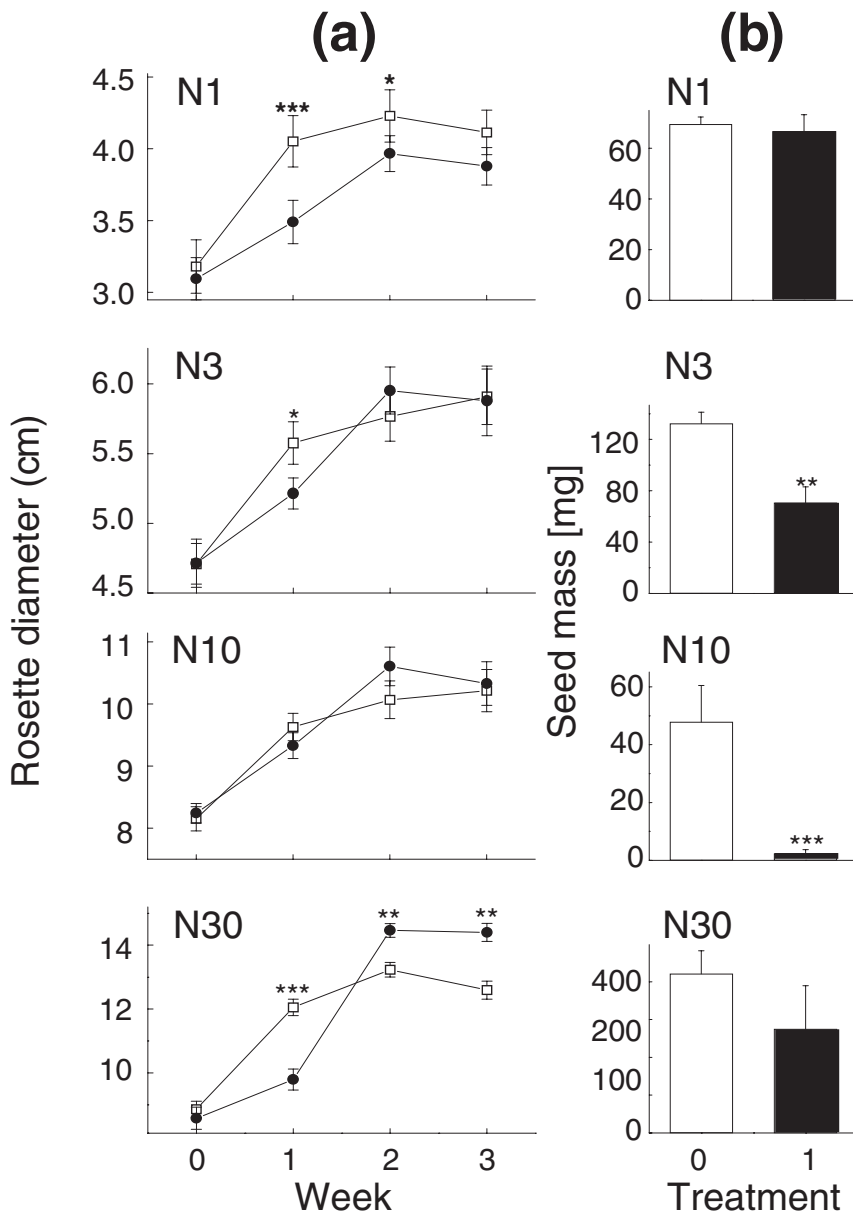 (a)
(b)
N1
4.5
4.0
3.5
3.0
***
*
N1
60
40
20
0
N3
6.0
5.5
5.0
4.5
*
N3
120
80
40
0
**
N10
11
10
9
8
N10
60
40
20
0
***
N30
14
12
10
***
**
**
N30
400
200
100
0
0 1 2 3
Week
0 1
Treatment
Rosette diameter (cm)
Seed mass [mg]